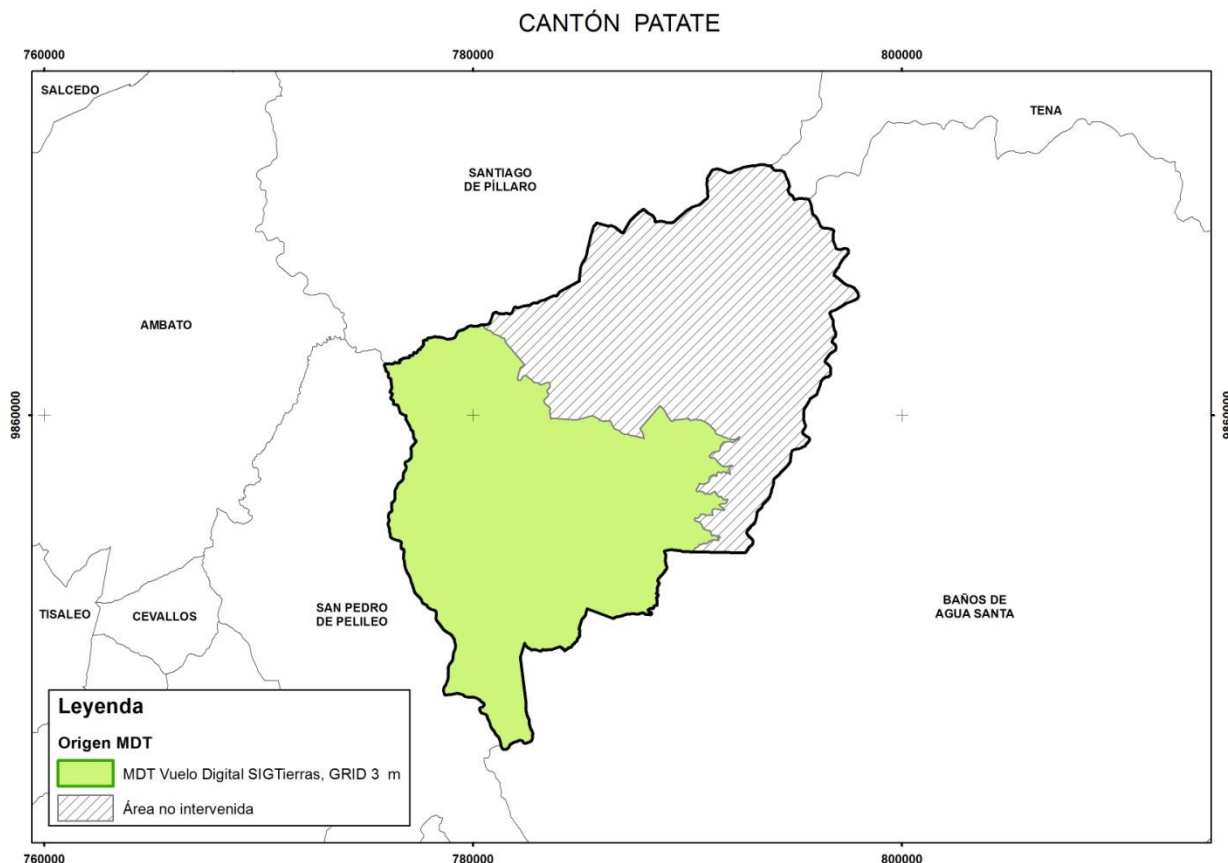 CANTÓN PATATE
760000
780000
800000
SALCEDO
TENA
SANTIAGO
DE PÍLLARO
AMBATO
9860000
9860000
TISALEO
CEVALLOS
SAN PEDRO
DE PELILEO
BAÑOS DE
AGUA SANTA
Leyenda
Origen MDT
MDT Vuelo Digital SIGTierras, GRID 3 m
Área no intervenida
760000
780000
800000